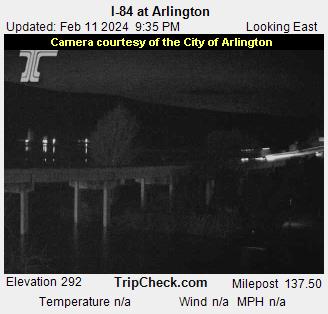 I-84 at Arlington
Updated: Feb 11 2024 9:35 PM Looking East
Camera courtesy of the City of Arlington
Elevation 292 TripCheck.com Milepost 137.50
Temperature n/a Wind n/a MPH n/a